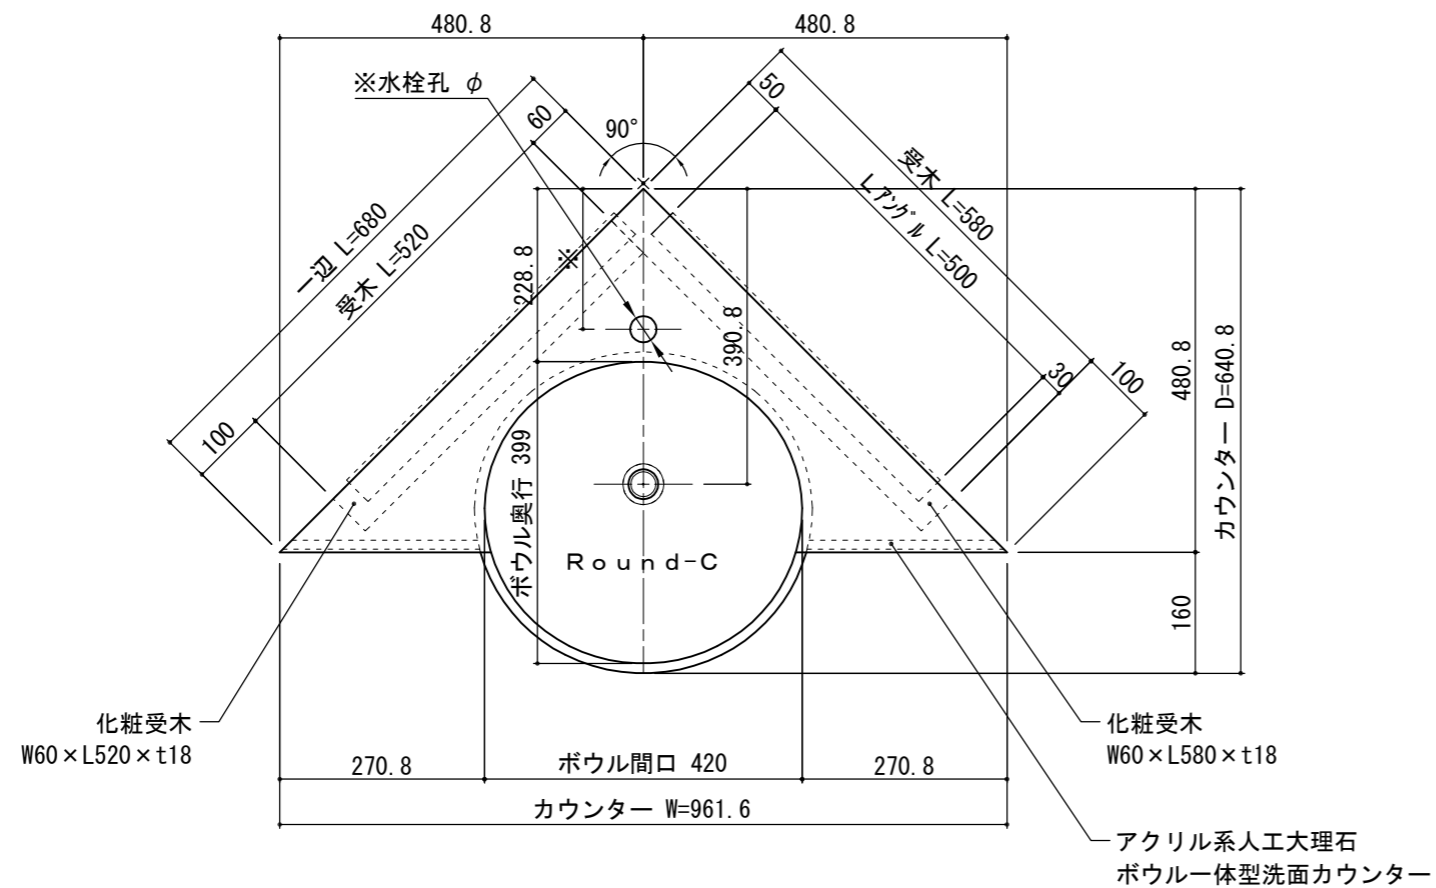 480.8
480.8
※水栓孔 φ
60
90°
50
受木 L=580
Lｱﾝｸﾞﾙ L=500
一辺 L=680
受木 L=520
228.8
※
390.8
480.8
カウンター D=640.8
30
100
100
ボウル奥行 399
Round-C
160
化粧受木
W60×L520×t18
化粧受木
W60×L580×t18
270.8
ボウル間口 420
270.8
カウンター W=961.6
アクリル系人工大理石
ボウル一体型洗面カウンター